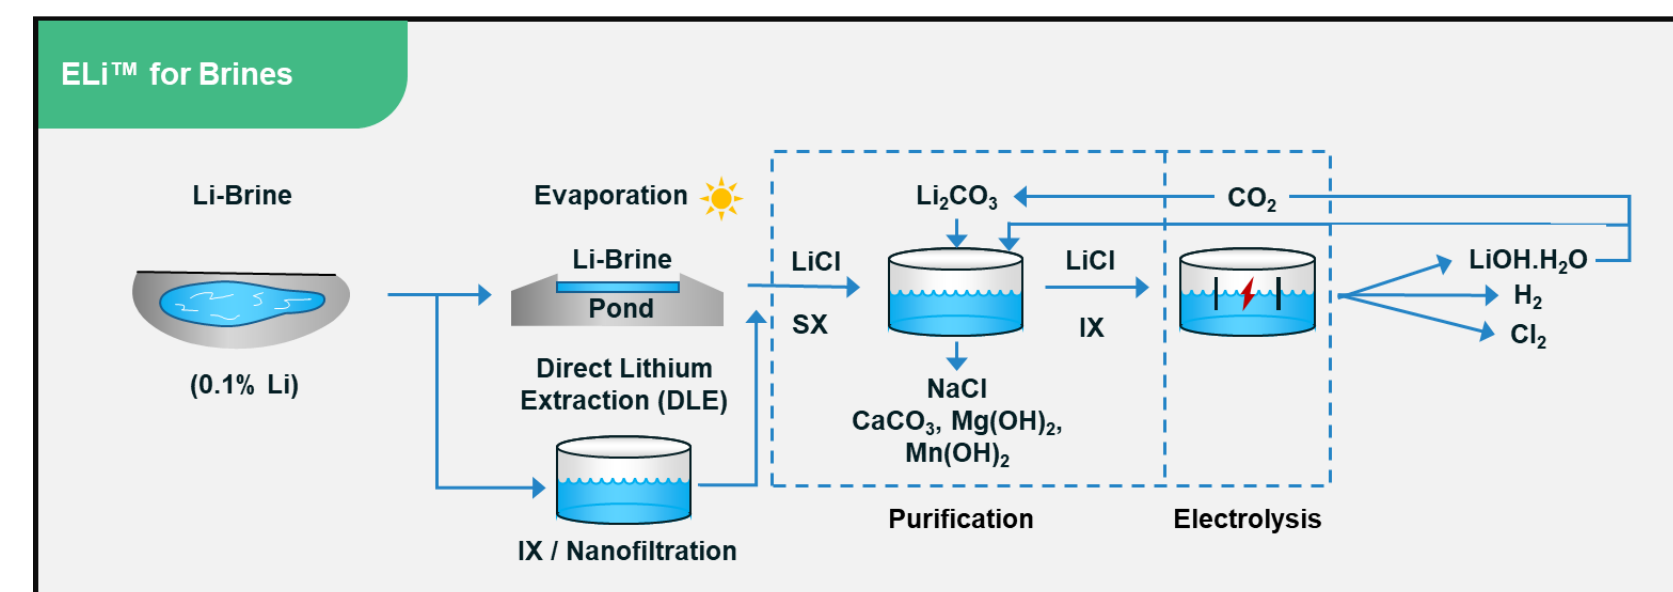 ELi™ for Brines
Li-Brine
(0.1% Li)
Evaporation
Li-Brine
Pond
Direct Lithium
Extraction (DLE)
IX / Nanofiltration
LiCl
SX
Li₂CO₃
CO₂
NaCl
CaCO₃, Mg(OH)₂,
Mn(OH)₂
LiCl
IX
LiOH.H₂O
H₂
Cl₂
Purification
Electrolysis